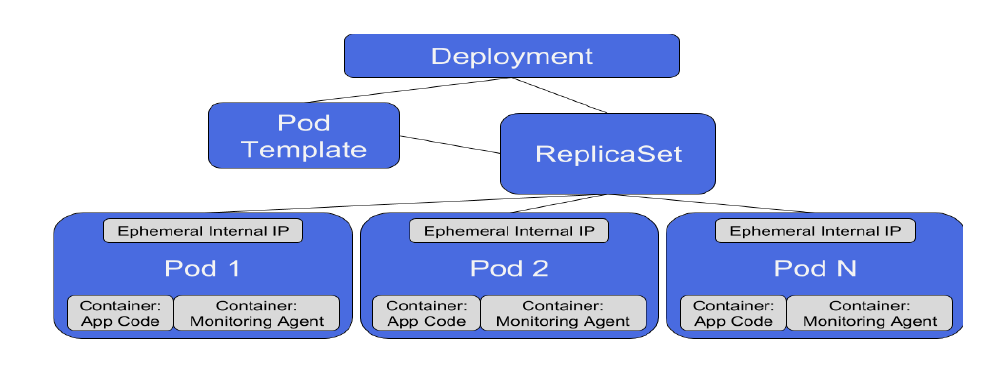 Deployment
Pod
Template
ReplicaSet
Ephemeral Internal IP
Pod 1
Container:
App Code
Container:
Monitoring Agent
Ephemeral Internal IP
Pod 2
Container:
App Code
Container:
Monitoring Agent
Ephemeral Internal IP
Pod N
Container:
App Code
Container:
Monitoring Agent